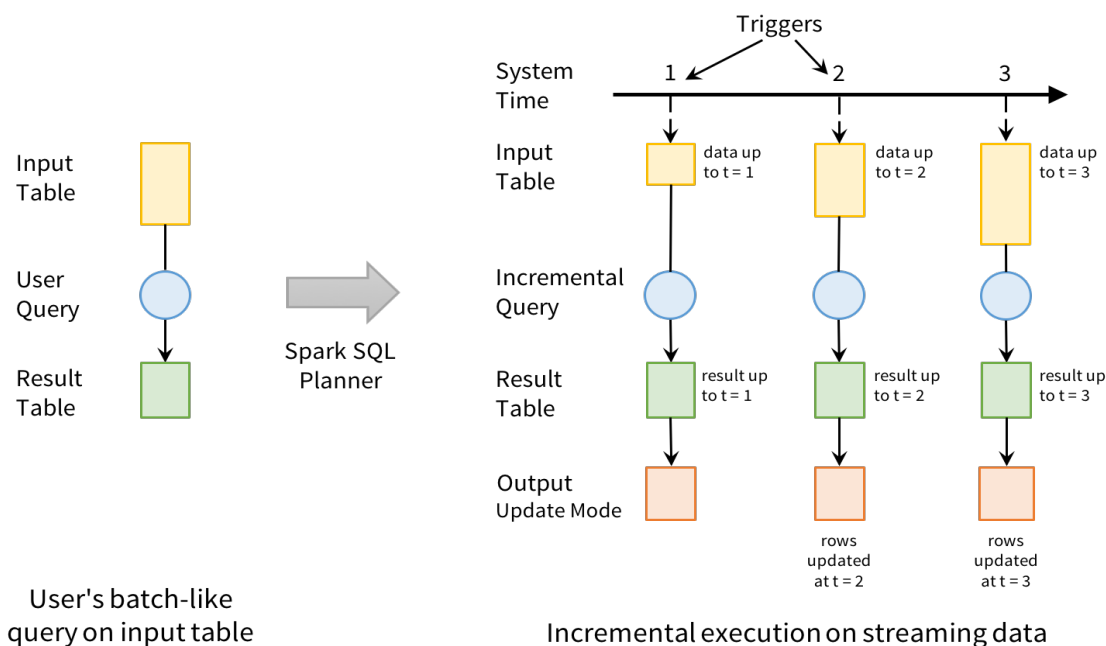 Triggers
System
Time
1
2
3
Input
Table
Input
Table
data up
to t = 1
data up
to t = 2
data up
to t = 3
User
Query
Spark SQL
Planner
Incremental
Query
Result
Table
Result
Table
result up
to t = 1
result up
to t = 2
result up
to t = 3
Output
Update Mode
rows
updated
at t = 2
rows
updated
at t = 3
User's batch-like
query on input table
Incremental execution on streaming data